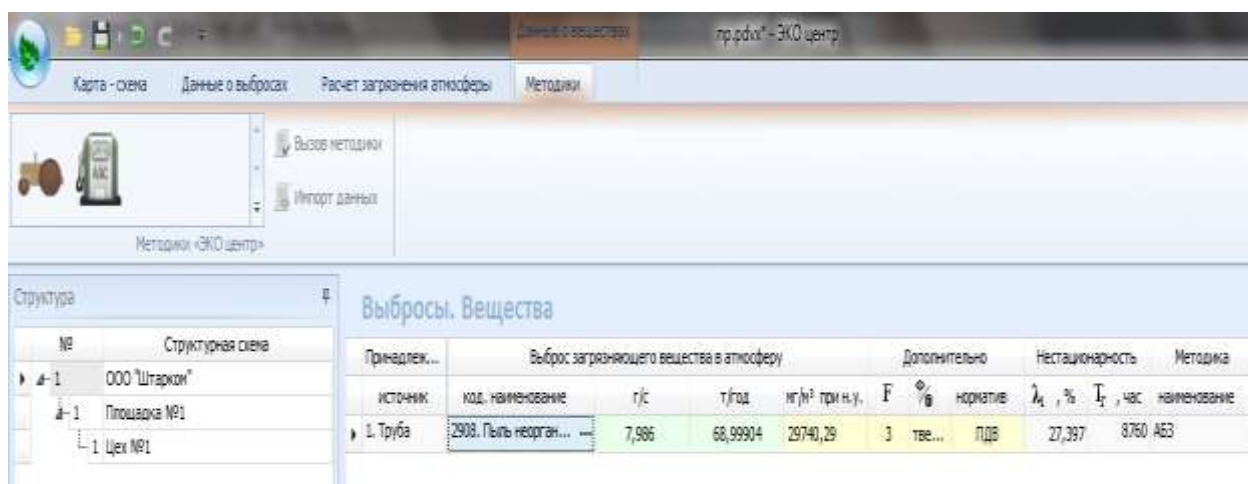 Данные о веществах
пр.pdvx* - ЭКО центр
Карта - схема Данные о выбросах Расчет загрязнения атмосферы Методики
Вызов методики
Импорт данных
Методики «ЭКО центр»
Структура
Выбросы. Вещества
№ Структурная схема
Принадлеж... Выброс загрязняющего вещества в атмосферу Дополнительно Нестационарность Методика
источник код. наименование г/с т/год мг/м³ при н.у. F норматив λt , % Tг , час наименование
1 ООО "Штарком"
1 Площадка №1
1 Цех №1
1. Труба 2908. Пыль неорган... ... 7,986 68,99904 29740,29 3 тве... ПДВ 27,397 8760 АБЗ